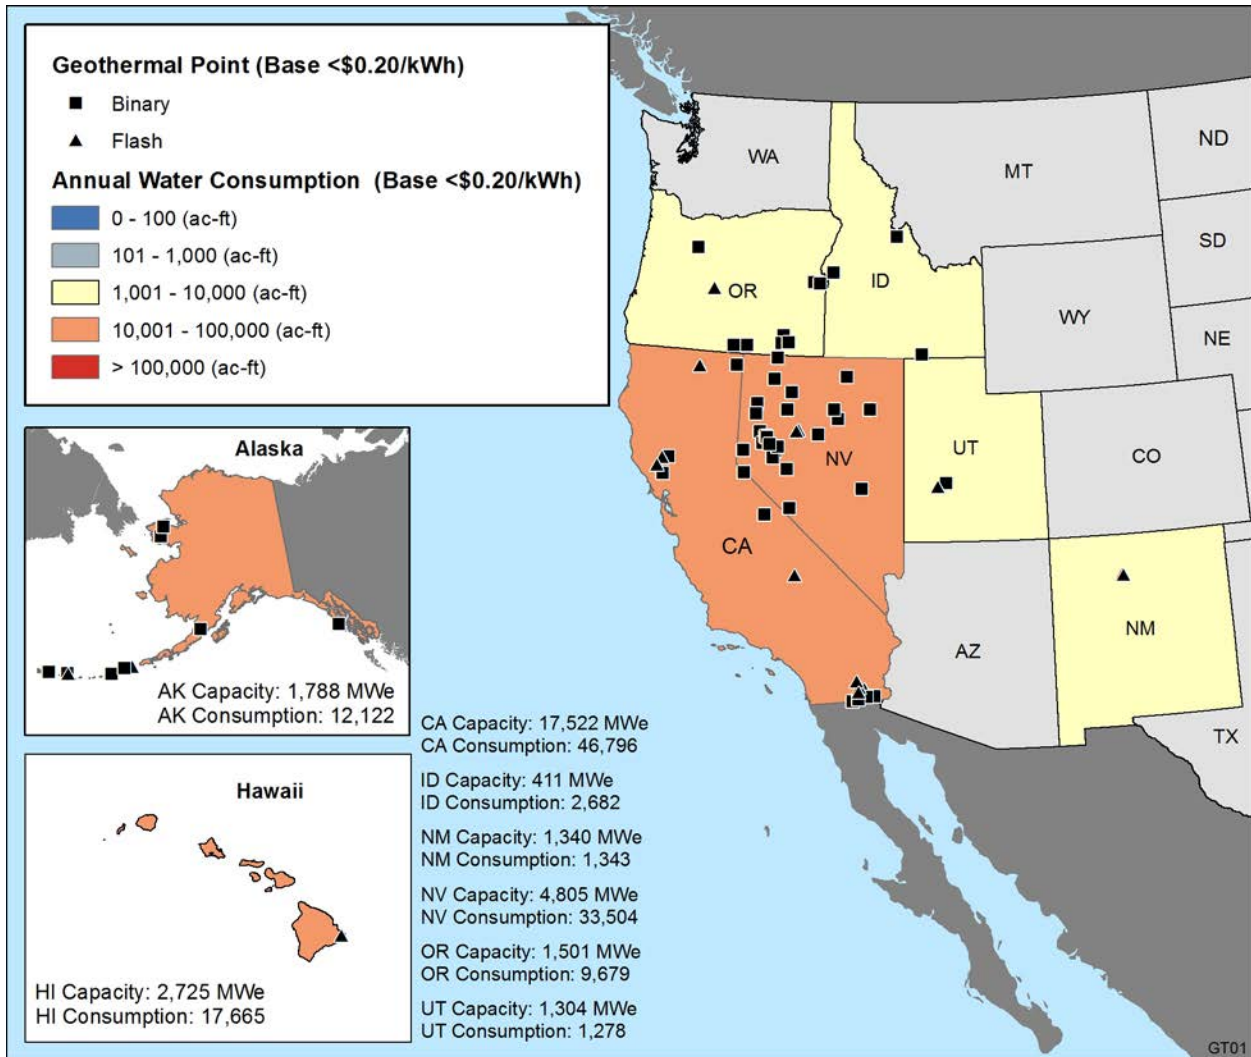 Geothermal Point (Base <$0.20/kWh)
Binary
Flash
Annual Water Consumption (Base <$0.20/kWh)
0 - 100 (ac-ft)
101 - 1,000 (ac-ft)
1,001 - 10,000 (ac-ft)
10,001 - 100,000 (ac-ft)
> 100,000 (ac-ft)
WA
MT
ND
SD
OR
ID
WY
NE
NV
UT
CO
CA
AZ
NM
TX
Alaska
AK Capacity: 1,788 MWe
AK Consumption: 12,122
Hawaii
HI Capacity: 2,725 MWe
HI Consumption: 17,665
CA Capacity: 17,522 MWe
CA Consumption: 46,796
ID Capacity: 411 MWe
ID Consumption: 2,682
NM Capacity: 1,340 MWe
NM Consumption: 1,343
NV Capacity: 4,805 MWe
NV Consumption: 33,504
OR Capacity: 1,501 MWe
OR Consumption: 9,679
UT Capacity: 1,304 MWe
UT Consumption: 1,278
GT01